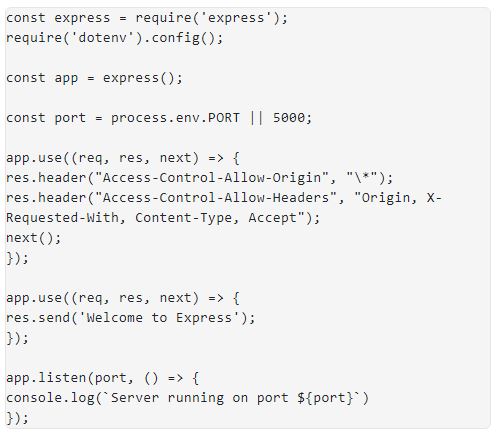 const express = require('express');
require('dotenv').config();

const app = express();

const port = process.env.PORT || 5000;

app.use((req, res, next) => {
res.header("Access-Control-Allow-Origin", "\*");
res.header("Access-Control-Allow-Headers", "Origin, X-
Requested-With, Content-Type, Accept");
next();
});

app.use((req, res, next) => {
res.send('Welcome to Express');
});

app.listen(port, () => {
console.log(`Server running on port ${port}`)
});